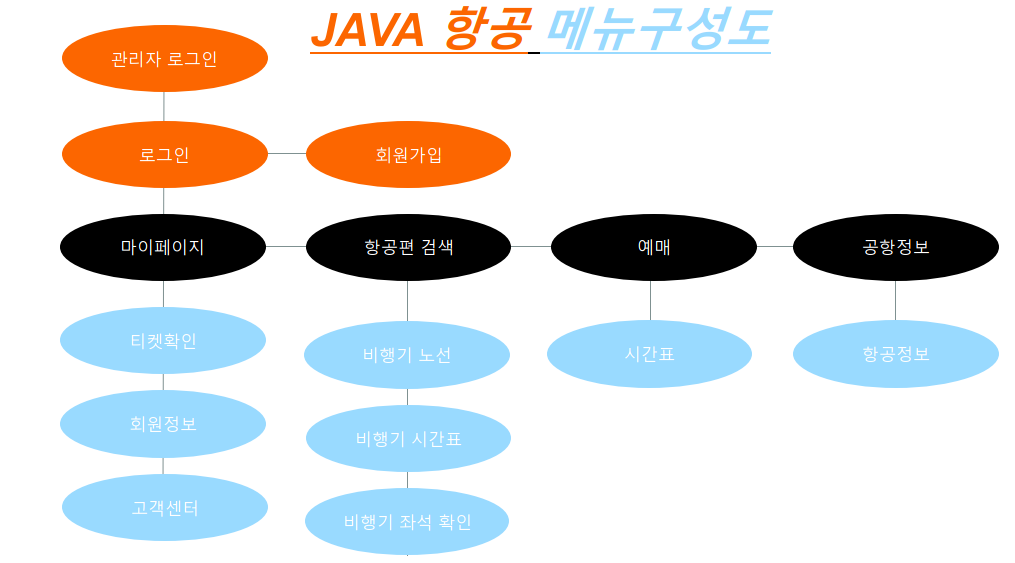 JAVA 항공 메뉴구성도
관리자 로그인
로그인
회원가입
마이페이지
항공편 검색
예매
공항정보
티켓확인
비행기 노선
시간표
항공정보
회원정보
비행기 시간표
고객센터
비행기 좌석 확인